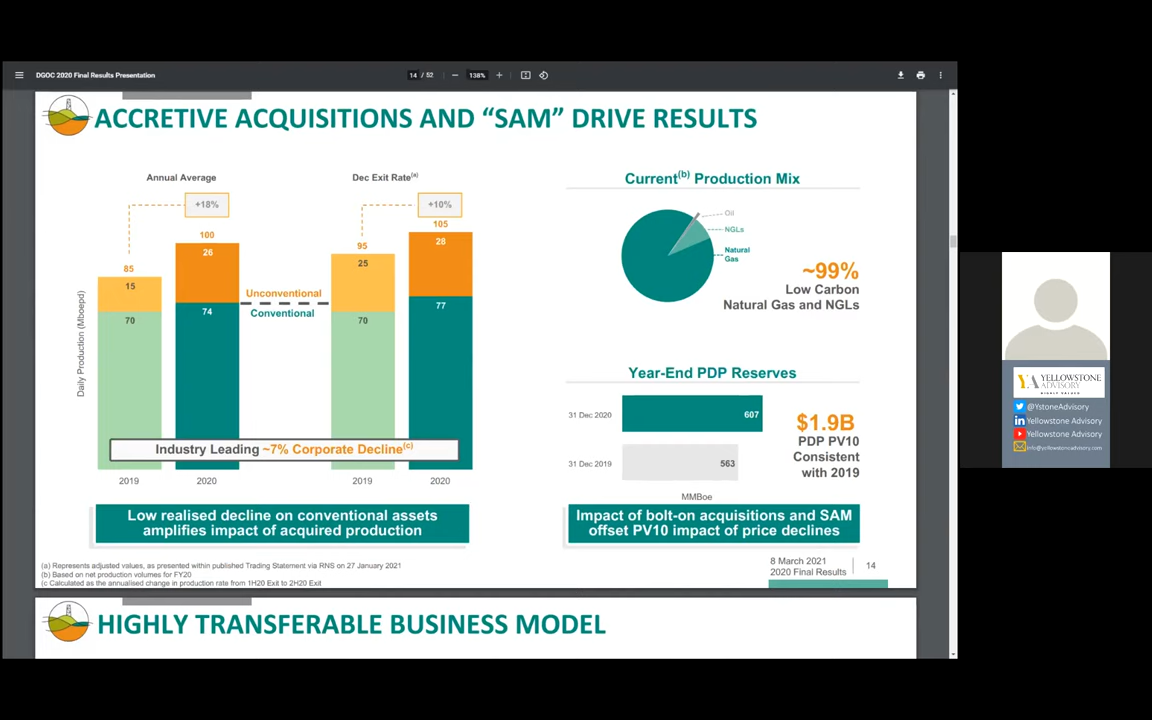 DGOC 2020 Final Results Presentation
14 / 52
138%
ACCRETIVE ACQUISITIONS AND “SAM” DRIVE RESULTS
Annual Average
Dec Exit Rate(a)
+18%
+10%
Daily Production (Mboepd)
85
15
70
100
26
74
Unconventional
Conventional
95
25
70
105
28
77
Industry Leading ~7% Corporate Decline(c)
2019
2020
2019
2020
Low realised decline on conventional assets
amplifies impact of acquired production
Current(b) Production Mix
Oil
NGLs
Natural
Gas
~99%
Low Carbon
Natural Gas and NGLs
Year-End PDP Reserves
31 Dec 2020
607
31 Dec 2019
563
MMBoe
$1.9B
PDP PV10
Consistent
with 2019
Impact of bolt-on acquisitions and SAM
offset PV10 impact of price declines
(a) Represents adjusted values, as presented within published Trading Statement via RNS on 27 January 2021
(b) Based on net production volumes for FY20
(c Calculated as the annualised change in production rate from 1H20 Exit to 2H20 Exit
8 March 2021
2020 Final Results
14
HIGHLY TRANSFERABLE BUSINESS MODEL
YA YELLOWSTONE
ADVISORY
HIGHLY VALUED
@YstoneAdvisory
Yellowstone Advisory
Yellowstone Advisory
info@yellowstoneadvisory.com